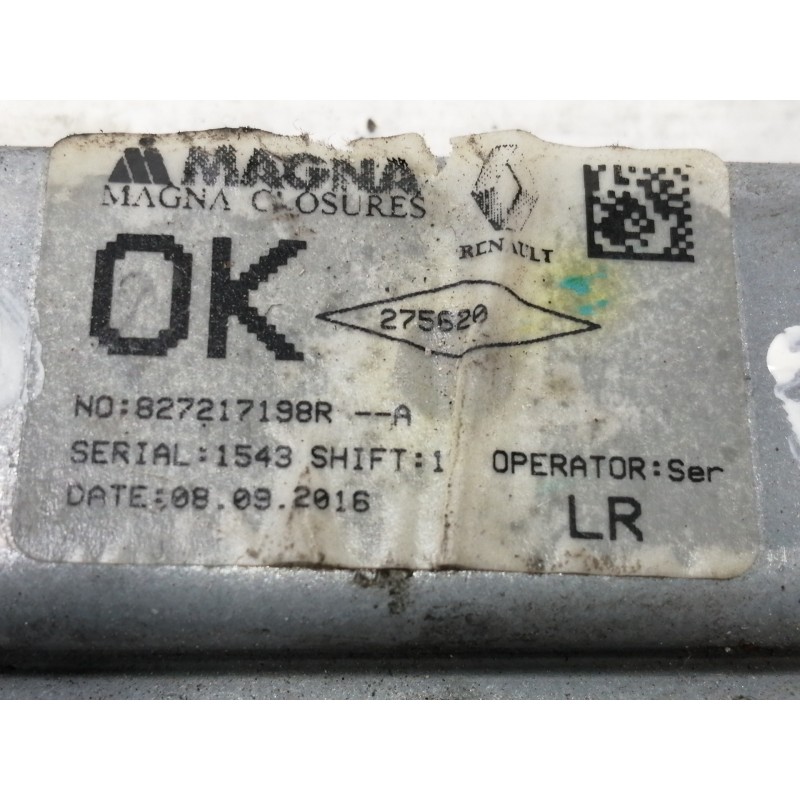 MAGNA
MAGNA CLOSURES
RENAULT
OK
275620
NO:827217198R --A
SERIAL:1543 SHIFT:1 OPERATOR:Ser
DATE:08.09.2016
LR